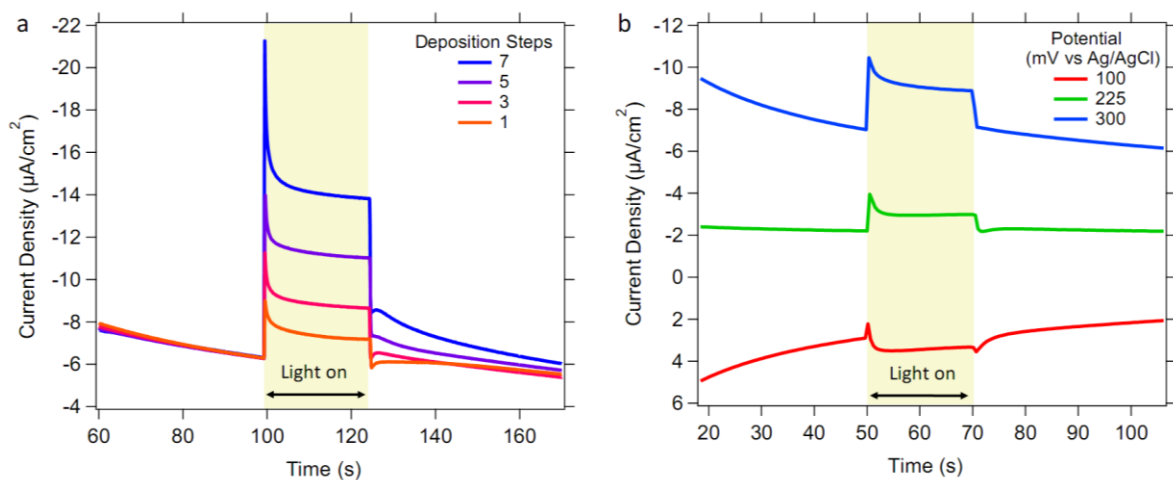 a
-22
-20
-18
-16
-14
-12
-10
-8
-6
-4
Current Density (µA/cm²)
Deposition Steps
7
5
3
1
Light on
60 80 100 120 140 160
Time (s)
b
-12
-10
-8
-6
-4
-2
0
2
4
6
Current Density (µA/cm²)
Potential
(mV vs Ag/AgCl)
100
225
300
Light on
20 30 40 50 60 70 80 90 100
Time (s)